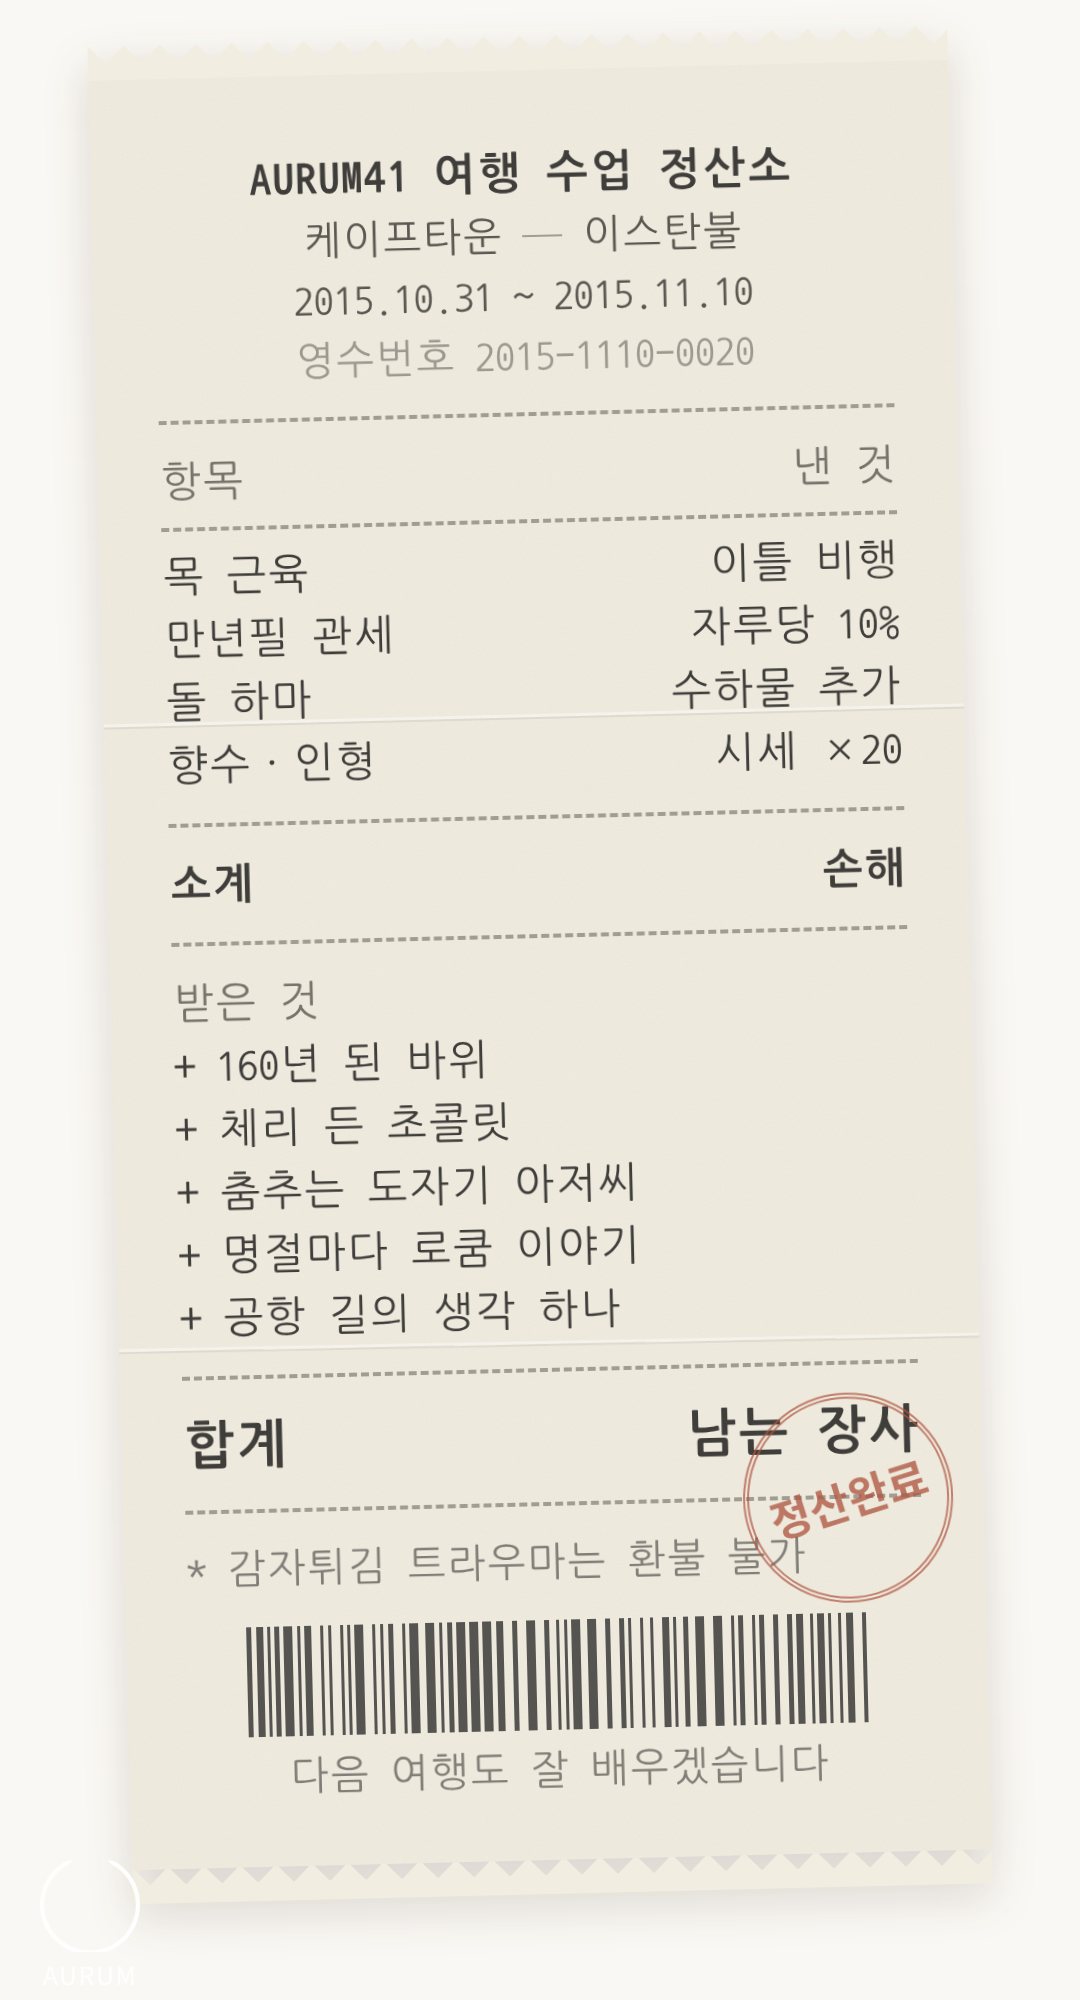 AURUM41 여행 수업 정산소
케이프타운 — 이스탄불
2015.10.31 ~ 2015.11.10
영수번호 2015-1110-0020
항목 낸 것
목 근육 이틀 비행
만년필 관세 자루당 10%
돌 하마 수하물 추가
향수·인형 시세 ×20
소계 손해
받은 것
+ 160년 된 바위
+ 체리 든 초콜릿
+ 춤추는 도자기 아저씨
+ 명절마다 로쿰 이야기
+ 공항 길의 생각 하나
합계 남는 장사
정산완료
* 감자튀김 트라우마는 환불 불가
다음 여행도 잘 배우겠습니다
AURUM